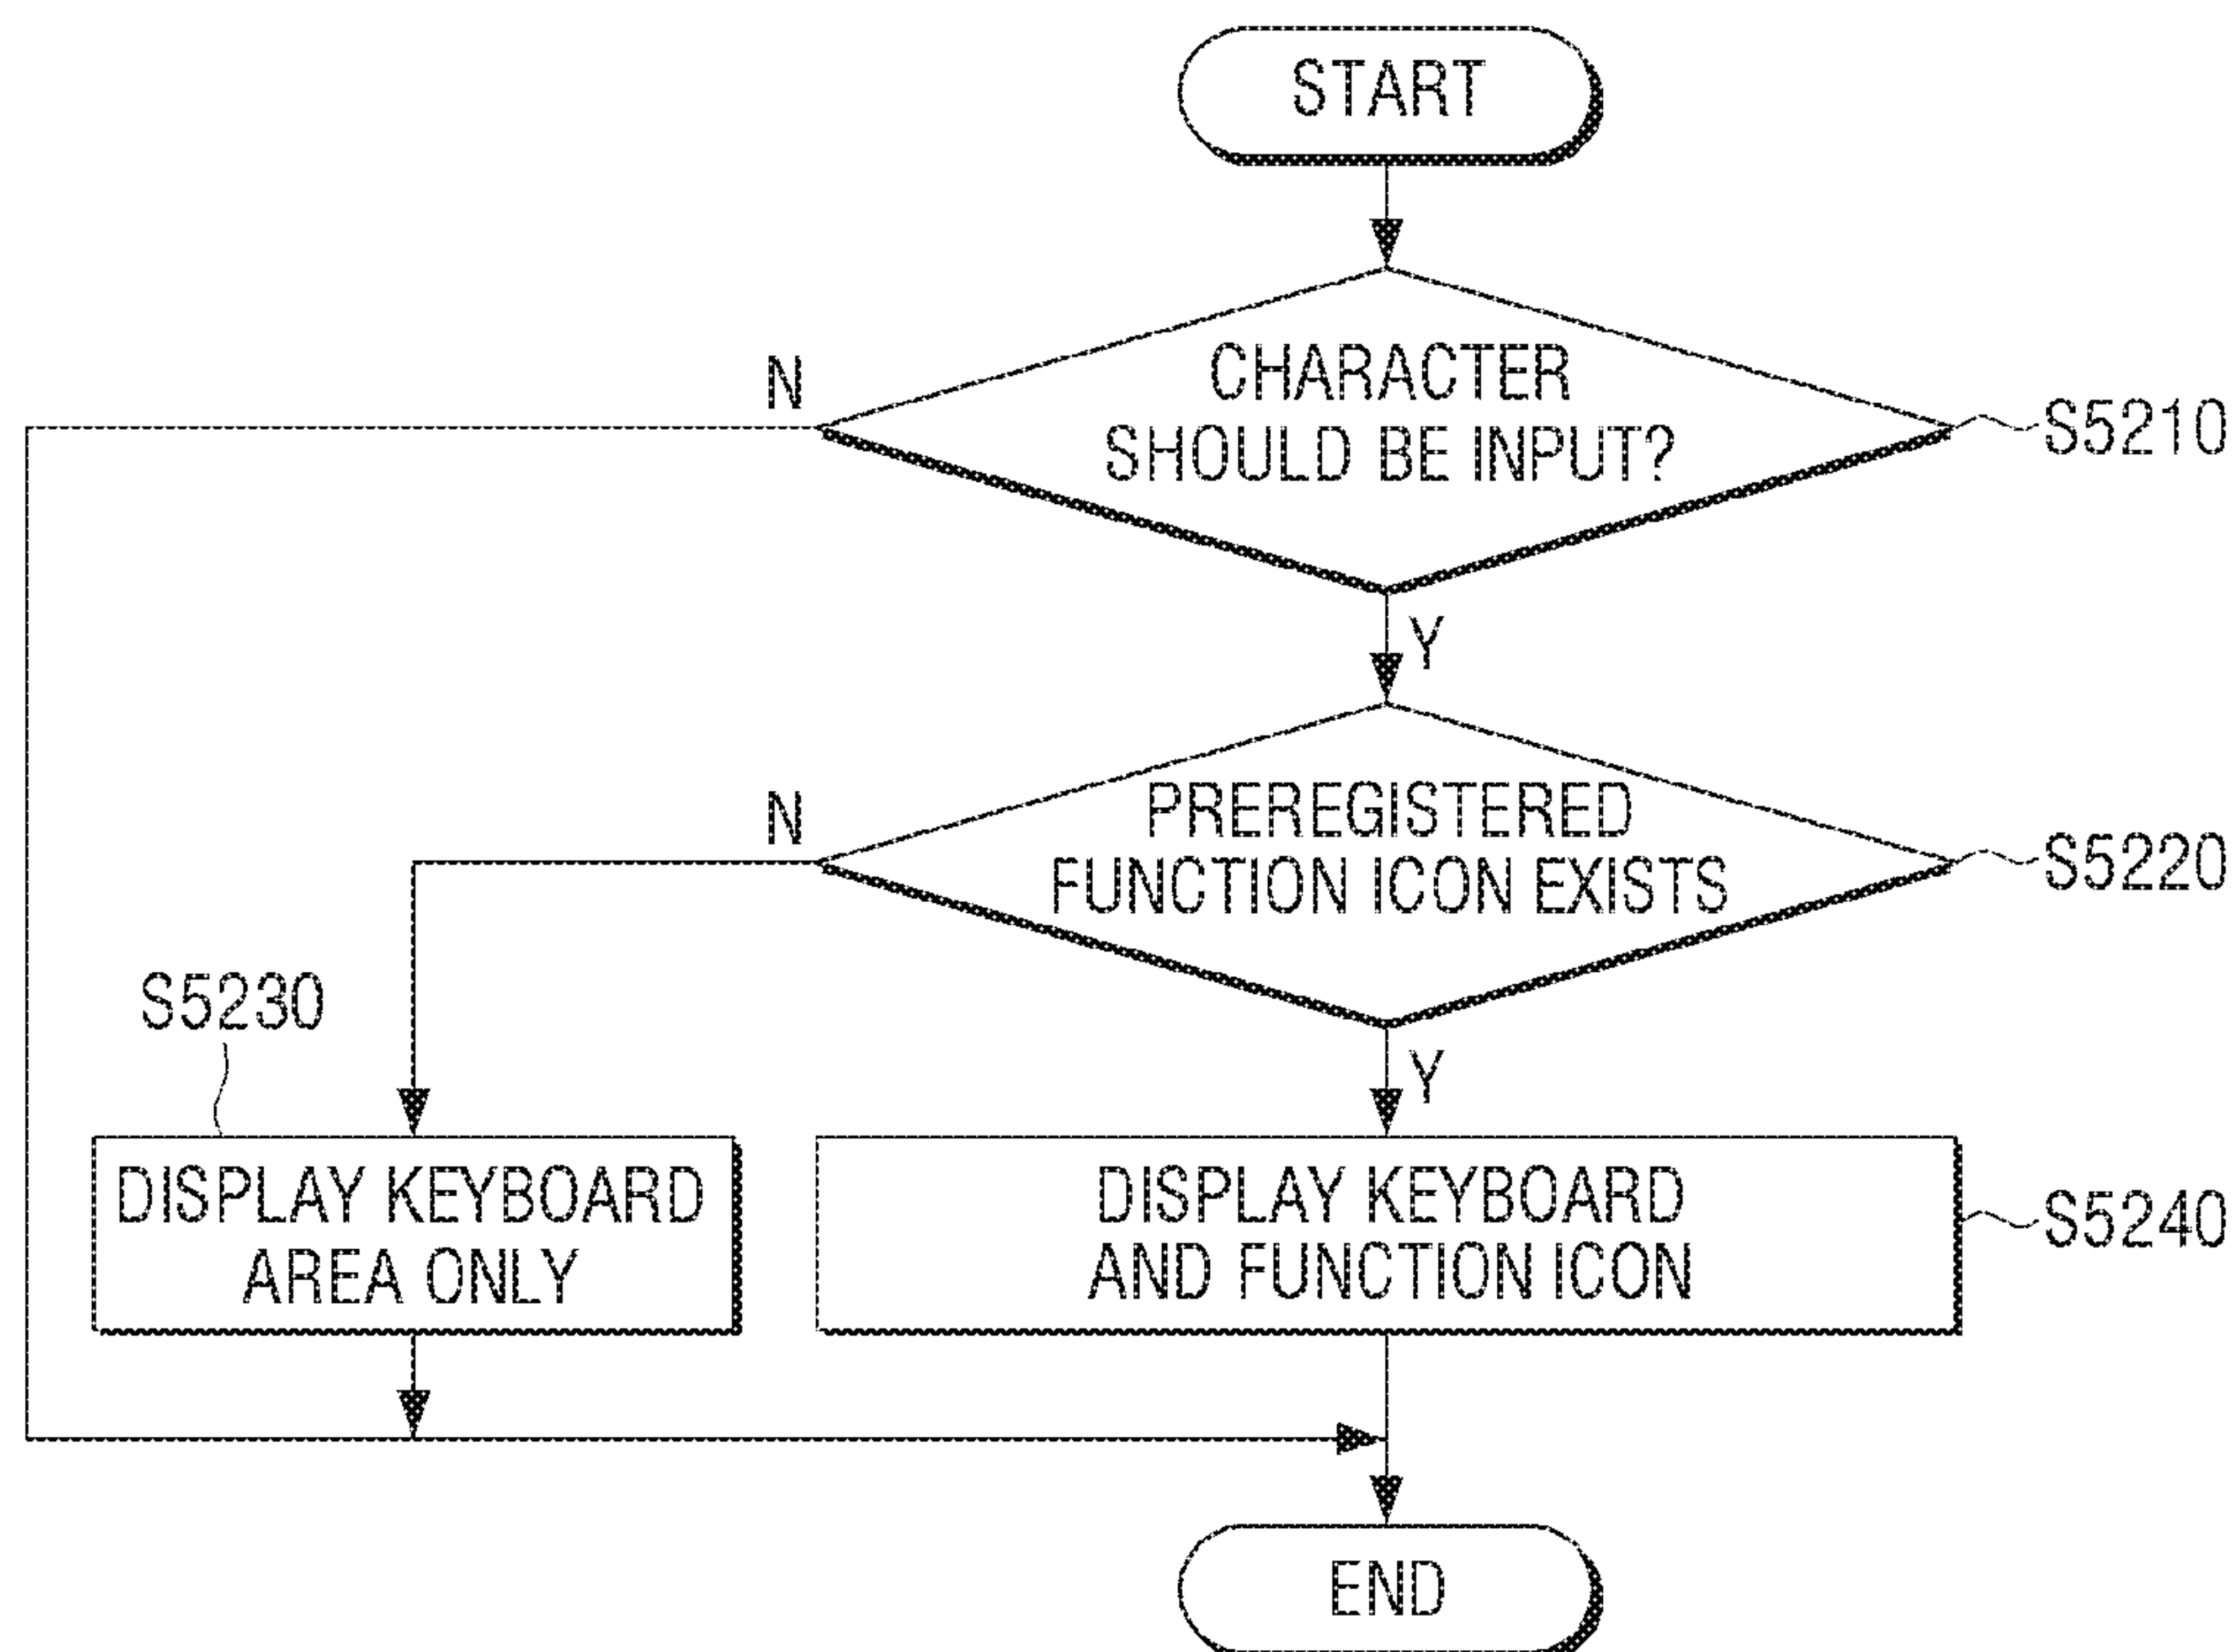 START
N
CHARACTER
SHOULD BE INPUT?
S5210
Y
N
PREREGISTERED
FUNCTION ICON EXISTS
S5220
S5230
Y
DISPLAY KEYBOARD
AREA ONLY
DISPLAY KEYBOARD
AND FUNCTION ICON
S5240
END